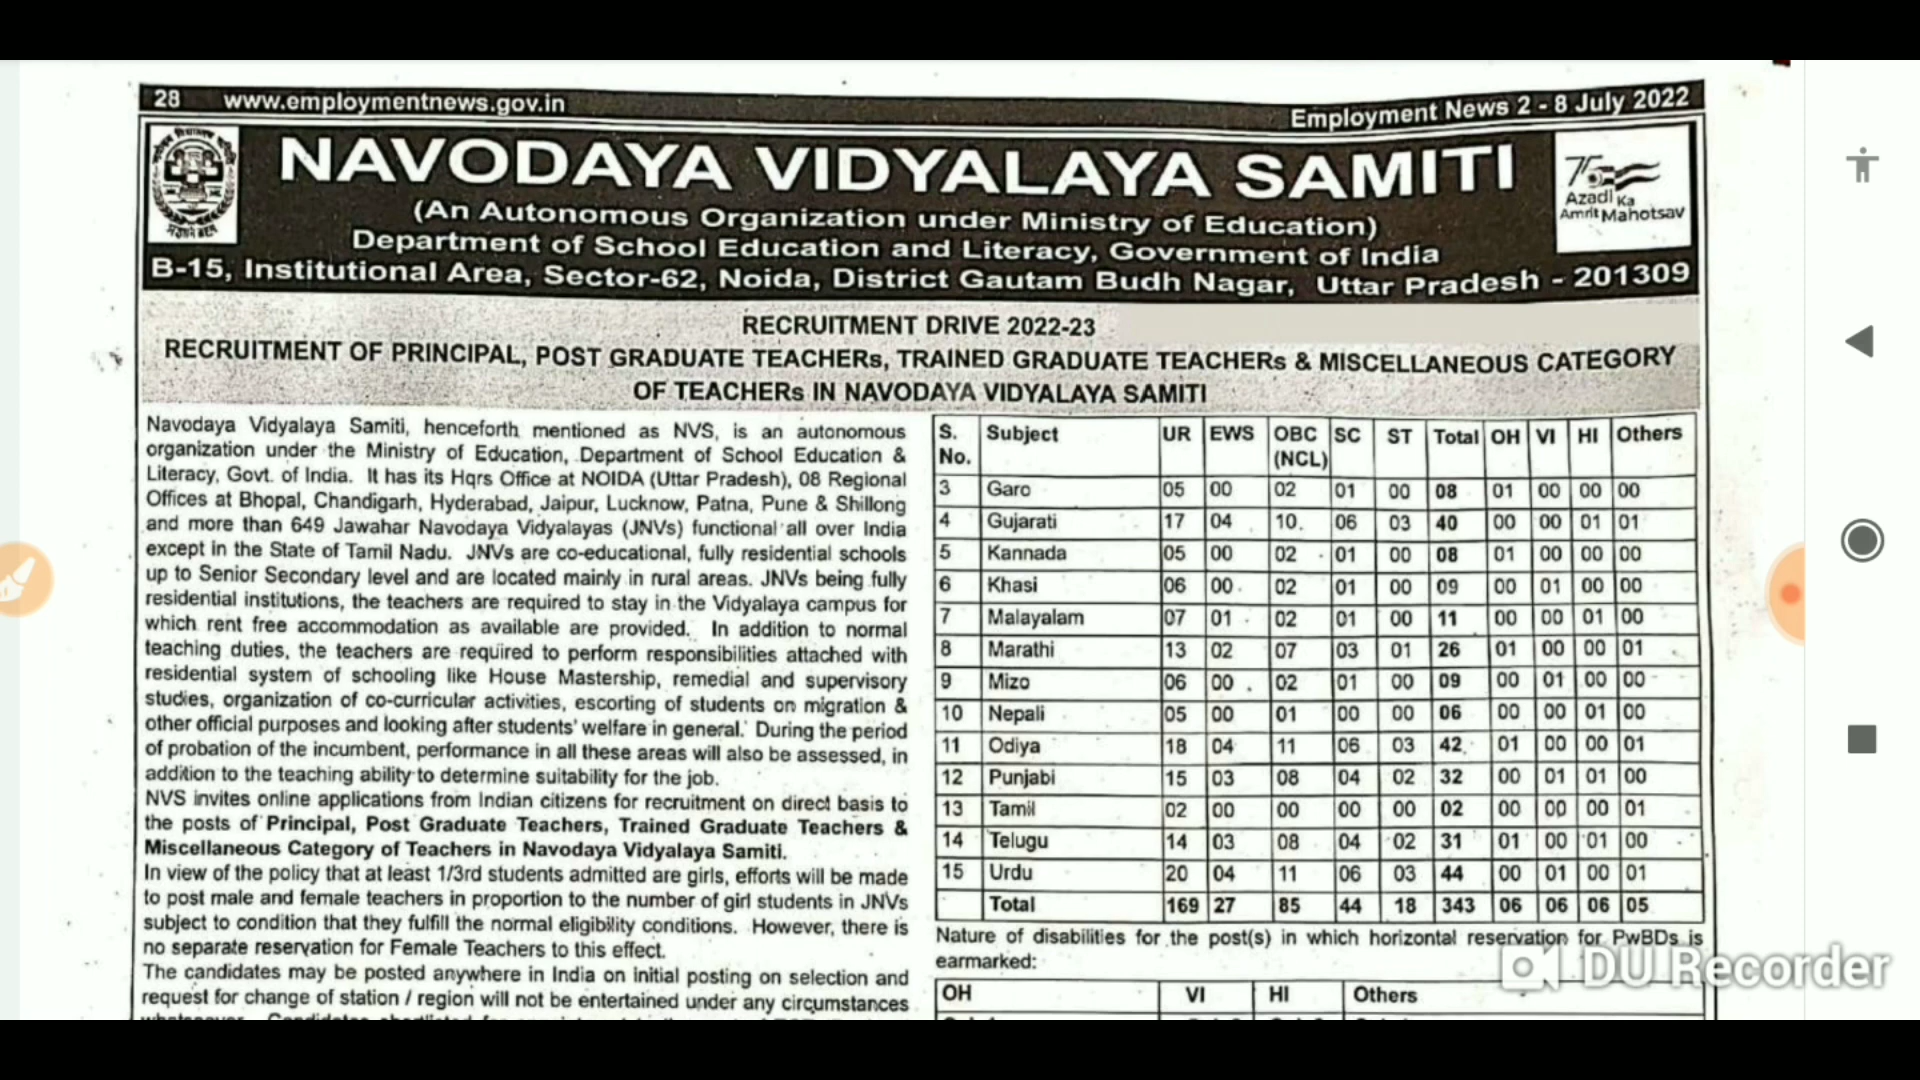 28 www.employmentnews.gov.in Employment News 2 - 8 July 2022
NAVODAYA VIDYALAYA SAMITI
(An Autonomous Organization under Ministry of Education)
Department of School Education and Literacy, Government of India
B-15, Institutional Area, Sector-62, Noida, District Gautam Budh Nagar, Uttar Pradesh - 201309
75
Azadi Ka
Amrit Mahotsav
RECRUITMENT DRIVE 2022-23
RECRUITMENT OF PRINCIPAL, POST GRADUATE TEACHERs, TRAINED GRADUATE TEACHERs & MISCELLANEOUS CATEGORY
OF TEACHERs IN NAVODAYA VIDYALAYA SAMITI
Navodaya Vidyalaya Samiti, henceforth mentioned as NVS, is an autonomous
organization under the Ministry of Education, Department of School Education &
Literacy, Govt. of India. It has its Hqrs Office at NOIDA (Uttar Pradesh), 08 Regional
Offices at Bhopal, Chandigarh, Hyderabad, Jaipur, Lucknow, Patna, Pune & Shillong
and more than 649 Jawahar Navodaya Vidyalayas (JNVs) functional all over India
except in the State of Tamil Nadu. JNVs are co-educational, fully residential schools
up to Senior Secondary level and are located mainly in rural areas. JNVs being fully
residential institutions, the teachers are required to stay in the Vidyalaya campus for
which rent free accommodation as available are provided. In addition to normal
teaching duties, the teachers are required to perform responsibilities attached with
residential system of schooling like House Mastership, remedial and supervisory
studies, organization of co-curricular activities, escorting of students on migration &
other official purposes and looking after students' welfare in general. During the period
of probation of the incumbent, performance in all these areas will also be assessed, in
addition to the teaching ability to determine suitability for the job.
NVS invites online applications from Indian citizens for recruitment on direct basis to
the posts of Principal, Post Graduate Teachers, Trained Graduate Teachers &
Miscellaneous Category of Teachers in Navodaya Vidyalaya Samiti.
In view of the policy that at least 1/3rd students admitted are girls, efforts will be made
to post male and female teachers in proportion to the number of girl students in JNVs
subject to condition that they fulfill the normal eligibility conditions. However, there is
no separate reservation for Female Teachers to this effect.
The candidates may be posted anywhere in India on initial posting on selection and
request for change of station / region will not be entertained under any circumstances
S. No. Subject UR EWS OBC (NCL) SC ST Total OH VI HI Others
3 Garo 05 00 02 01 00 08 01 00 00 00
4 Gujarati 17 04 10 06 03 40 00 00 01 01
5 Kannada 05 00 02 01 00 08 01 00 00 00
6 Khasi 06 00 02 01 00 09 00 01 00 00
7 Malayalam 07 01 02 01 00 11 00 00 01 00
8 Marathi 13 02 07 03 01 26 01 00 00 01
9 Mizo 06 00 02 01 00 09 00 01 00 00
10 Nepali 05 00 01 00 00 06 00 00 01 00
11 Odiya 18 04 11 06 03 42 01 00 00 01
12 Punjabi 15 03 08 04 02 32 00 01 01 00
13 Tamil 02 00 00 00 00 02 00 00 00 01
14 Telugu 14 03 08 04 02 31 01 00 01 00
15 Urdu 20 04 11 06 03 44 00 01 00 01
Total 169 27 85 44 18 343 06 06 06 05
Nature of disabilities for the post(s) in which horizontal reservation for PwBDs is
earmarked:
OH VI HI Others
DU Recorder